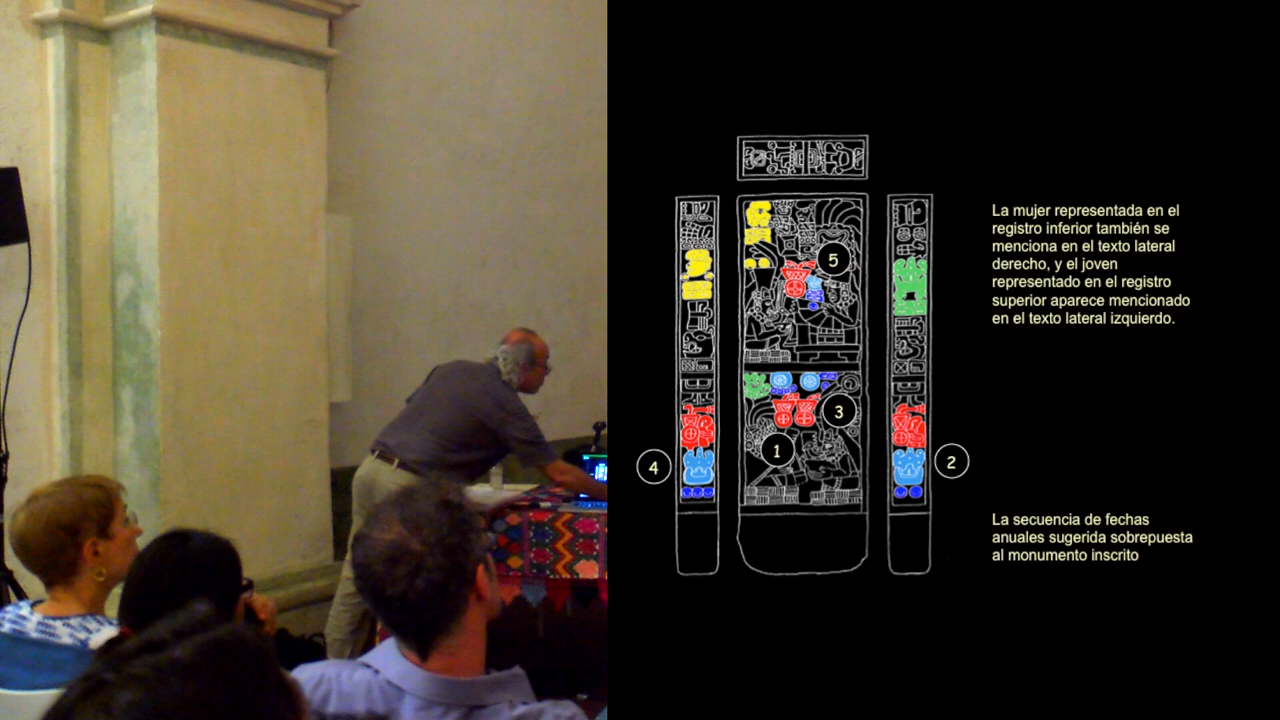 5
3
1
4
2
La mujer representada en el
registro inferior también se
menciona en el texto lateral
derecho, y el joven
representado en el registro
superior aparece mencionado
en el texto lateral izquierdo.
La secuencia de fechas
anuales sugerida sobrepuesta
al monumento inscrito